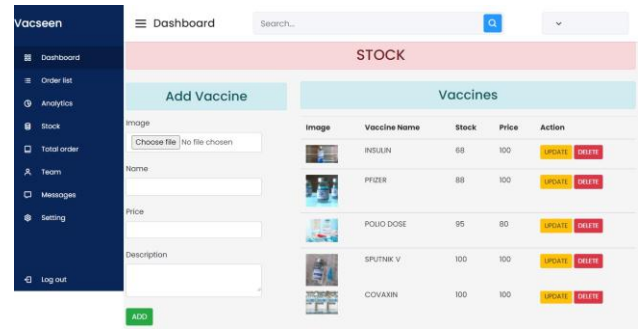 Vacseen
Dashboard
Search...
Dashboard
Order list
Analytics
Stock
Total order
Team
Messages
Setting
Log out
STOCK
Add Vaccine
Image
Choose file No file chosen
Name
Price
Description
ADD
Vaccines
Image Vaccine Name Stock Price Action
INSULIN 68 100 UPDATE DELETE
PFIZER 88 100 UPDATE DELETE
POLIO DOSE 95 80 UPDATE DELETE
SPUTNIK V 100 100 UPDATE DELETE
COVAXIN 100 100 UPDATE DELETE